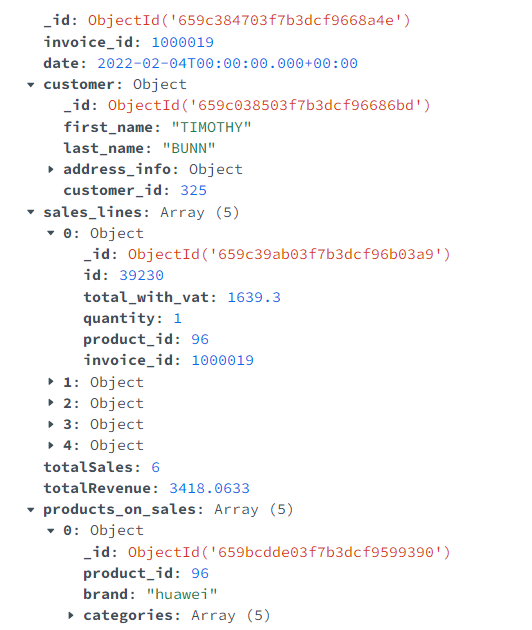 _id: ObjectId('659c384703f7b3dcf9668a4e')
invoice_id: 1000019
date: 2022-02-04T00:00:00.000+00:00
customer: Object
_id: ObjectId('659c038503f7b3dcf96686bd')
first_name: "TIMOTHY"
last_name: "BUNN"
address_info: Object
customer_id: 325
sales_lines: Array (5)
0: Object
_id: ObjectId('659c39ab03f7b3dcf96b03a9')
id: 39230
total_with_vat: 1639.3
quantity: 1
product_id: 96
invoice_id: 1000019
1: Object
2: Object
3: Object
4: Object
totalSales: 6
totalRevenue: 3418.0633
products_on_sales: Array (5)
0: Object
_id: ObjectId('659bcdde03f7b3dcf9599390')
product_id: 96
brand: "huawei"
categories: Array (5)